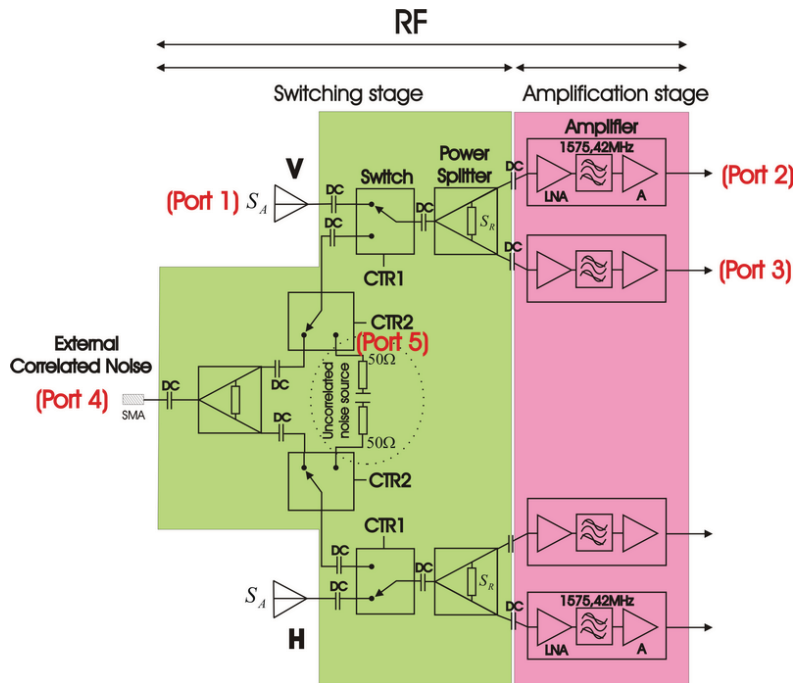 RF
Switching stage
Amplification stage
Amplifier
1575,42MHz
LNA
A
DC
(Port 2)
Power
Splitter
S_R
DC
Switch
V
(Port 1)
S_A
DC
DC
CTR1
DC
(Port 3)
CTR2
(Port 5)
50Ω
External
Correlated Noise
(Port 4)
SMA
DC
DC
Uncorrelated
noise source
DC
50Ω
CTR2
CTR1
DC
DC
S_R
S_A
DC
H
DC
1575,42MHz
LNA
A